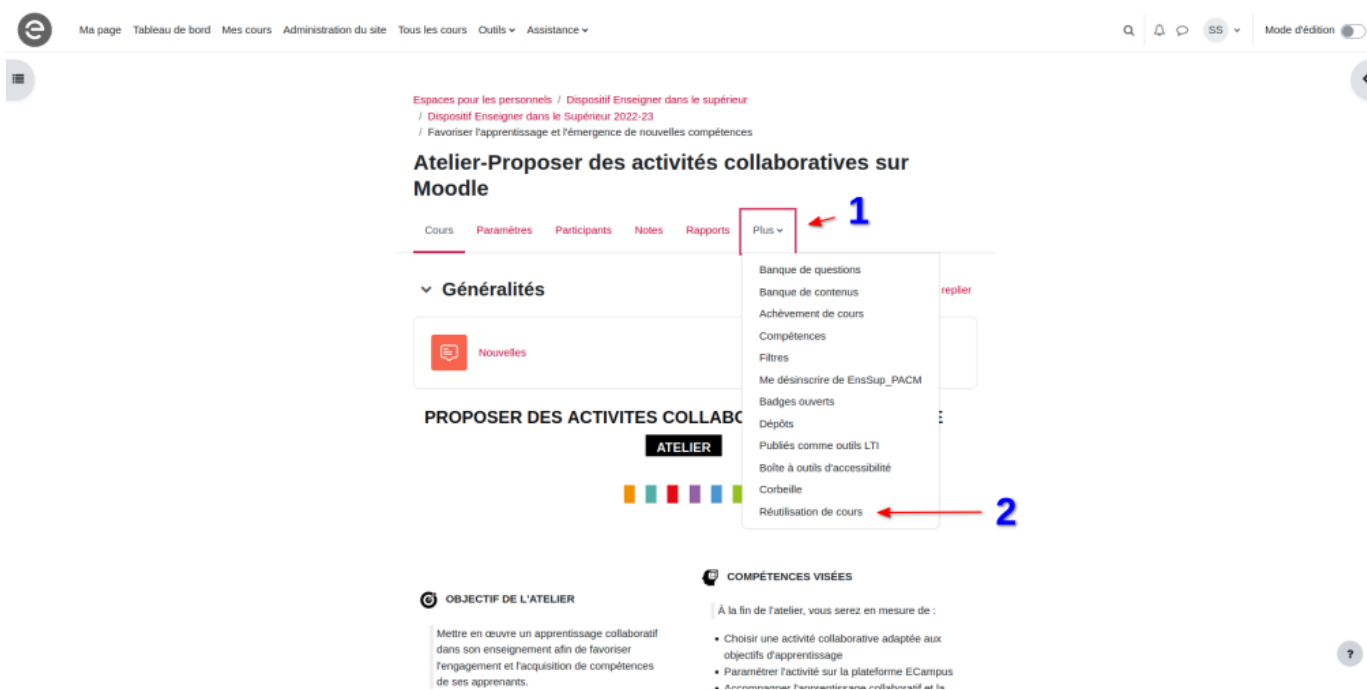 e
Ma page Tableau de bord Mes cours Administration du site Tous les cours Outils Assistance SS Mode d'édition
Espaces pour les personnels / Dispositif Enseigner dans le supérieur
/ Dispositif Enseigner dans le Supérieur 2022-23
/ Favoriser l'apprentissage et l'émergence de nouvelles compétences
Atelier-Proposer des activités collaboratives sur
Moodle
1
Cours Paramètres Participants Notes Rapports Plus
Banque de questions
Généralités
Banque de contenus
replier
Achèvement de cours
Compétences
Nouvelles
Filtres
Me désinscrire de EnsSup_PACM
Badges ouverts
PROPOSER DES ACTIVITES COLLABO
E
Dépôts
ATELIER
Publiés comme outils LTI
Boîte à outils d'accessibilité
Corbeille
Réutilisation de cours
2
COMPÉTENCES VISÉES
OBJECTIF DE L'ATELIER
À la fin de l'atelier, vous serez en mesure de :
Mettre en œuvre un apprentissage collaboratif
dans son enseignement afin de favoriser
l'engagement et l'acquisition de compétences
de ses apprenants.
• Choisir une activité collaborative adaptée aux
objectifs d'apprentissage
• Paramétrer l'activité sur la plateforme ECampus
• Accompagner l'apprentissage collaboratif et la
?